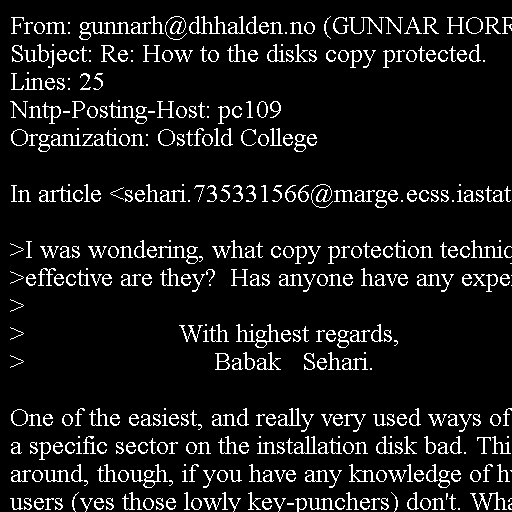 From: gunnarh@dhhalden.no (GUNNAR HORR
Subject: Re: How to the disks copy protected.
Lines: 25
Nntp-Posting-Host: pc109
Organization: Ostfold College
In article <sehari.735331566@marge.ecss.iastat
>I was wondering, what copy protection techniq
>effective are they?  Has anyone have any expe
>
> With highest regards,
> Babak   Sehari.
One of the easiest, and really very used ways of
a specific sector on the installation disk bad. Thi
around, though, if you have any knowledge of h
users (yes those lowly key-punchers) don't. Wha